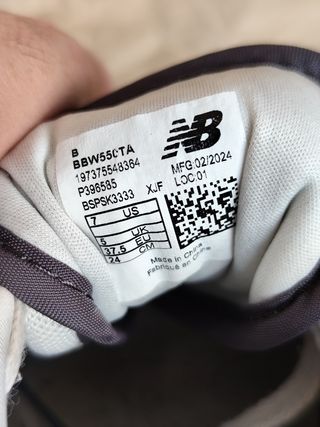 B
BBW550TA
197375548364
P396585
BSPSK3333 XJF
NB
MFG:02/2024
LOC:01
7 US
5 UK
37.5 EU
24 CM
Made in China
Fabriqué en Chine